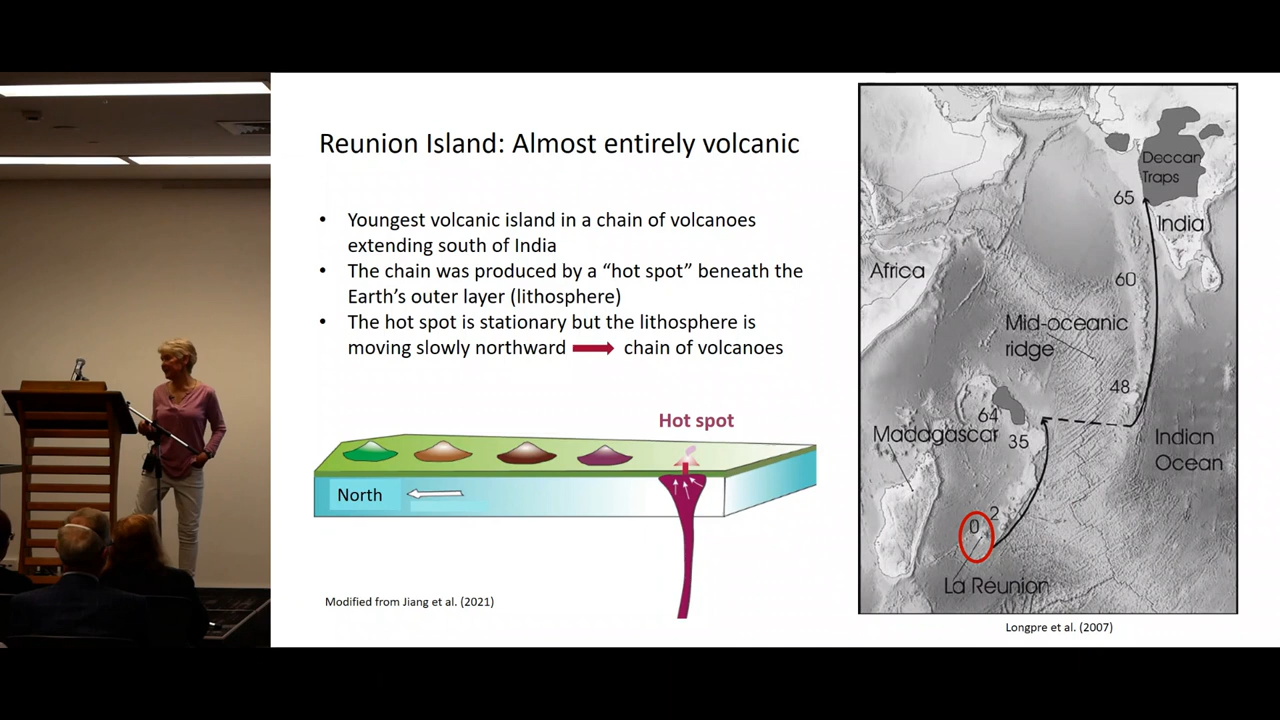 Reunion Island: Almost entirely volcanic
• Youngest volcanic island in a chain of volcanoes
extending south of India
• The chain was produced by a “hot spot” beneath the
Earth’s outer layer (lithosphere)
• The hot spot is stationary but the lithosphere is
moving slowly northward chain of volcanoes
Hot spot
North
Modified from Jiang et al. (2021)
Deccan
Traps
65
India
Africa
60
Mid-oceanic
ridge
48
64
Madagascar
35
Indian
Ocean
2
0
La Réunion
Longpre et al. (2007)